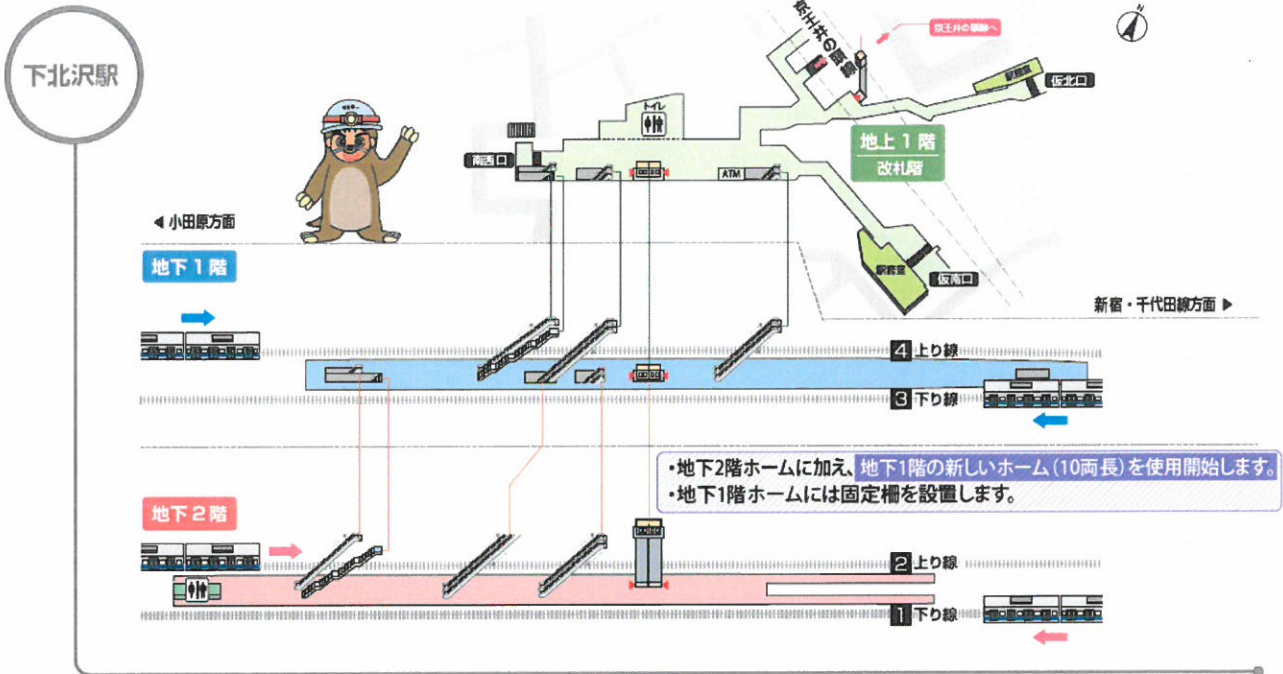 下北沢駅
N
京王井の頭線
京王井の頭線へ
駅務室
仮北口
トイレ
地上1階
改札階
南西口
ATM
◀ 小田原方面
地下1階
駅務室
仮南口
新宿・千代田線方面 ▶
4 上り線
3 下り線
・地下2階ホームに加え、地下1階の新しいホーム(10両長)を使用開始します。
・地下1階ホームには固定柵を設置します。
地下2階
2 上り線
1 下り線